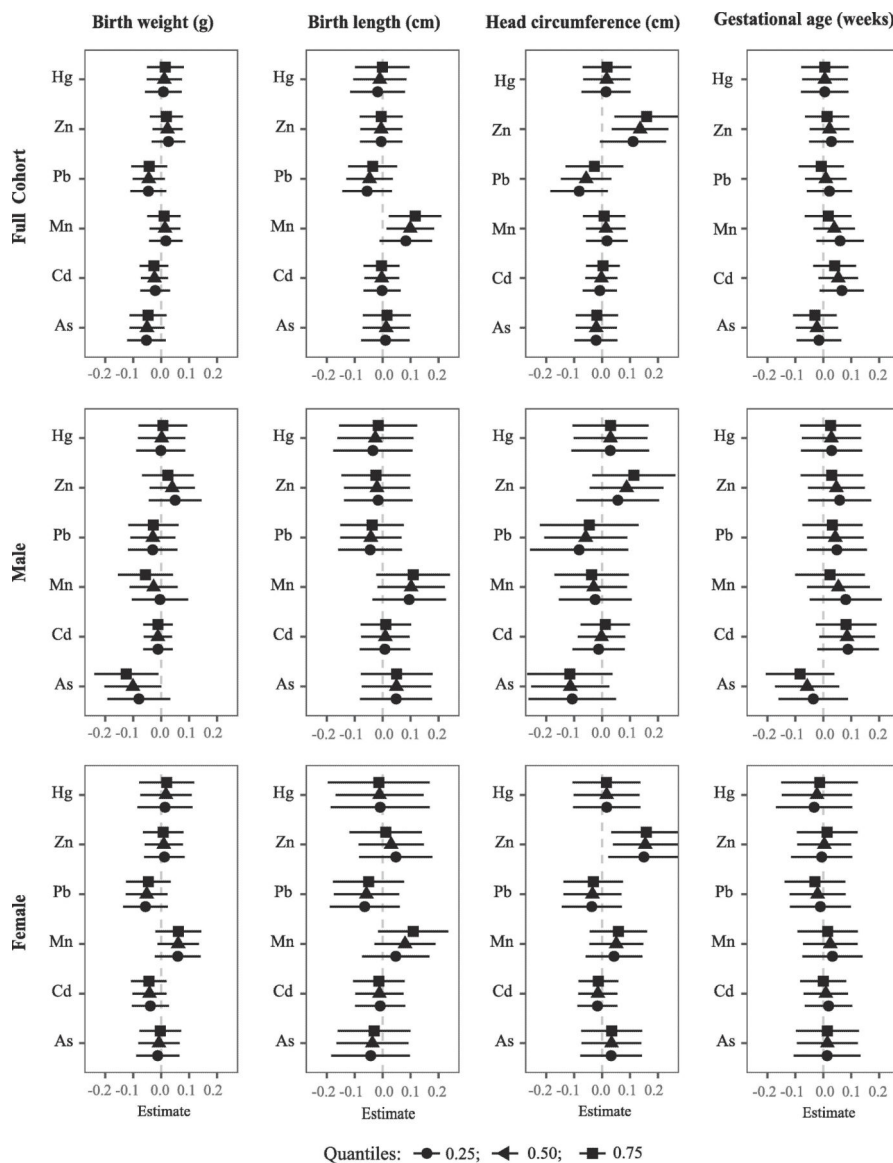 Birth weight (g) Birth length (cm) Head circumference (cm) Gestational age (weeks)
Full Cohort
Hg Hg Hg Hg
Zn Zn Zn Zn
Pb Pb Pb Pb
Mn Mn Mn Mn
Cd Cd Cd Cd
As As As As
-0.2 -0.1 0.0 0.1 0.2 -0.2 -0.1 0.0 0.1 0.2 -0.2 -0.1 0.0 0.1 0.2 -0.2 -0.1 0.0 0.1 0.2
Male
Hg Hg Hg Hg
Zn Zn Zn Zn
Pb Pb Pb Pb
Mn Mn Mn Mn
Cd Cd Cd Cd
As As As As
-0.2 -0.1 0.0 0.1 0.2 -0.2 -0.1 0.0 0.1 0.2 -0.2 -0.1 0.0 0.1 0.2 -0.2 -0.1 0.0 0.1 0.2
Female
Hg Hg Hg Hg
Zn Zn Zn Zn
Pb Pb Pb Pb
Mn Mn Mn Mn
Cd Cd Cd Cd
As As As As
-0.2 -0.1 0.0 0.1 0.2 -0.2 -0.1 0.0 0.1 0.2 -0.2 -0.1 0.0 0.1 0.2 -0.2 -0.1 0.0 0.1 0.2
Estimate Estimate Estimate Estimate
Quantiles: 0.25; 0.50; 0.75